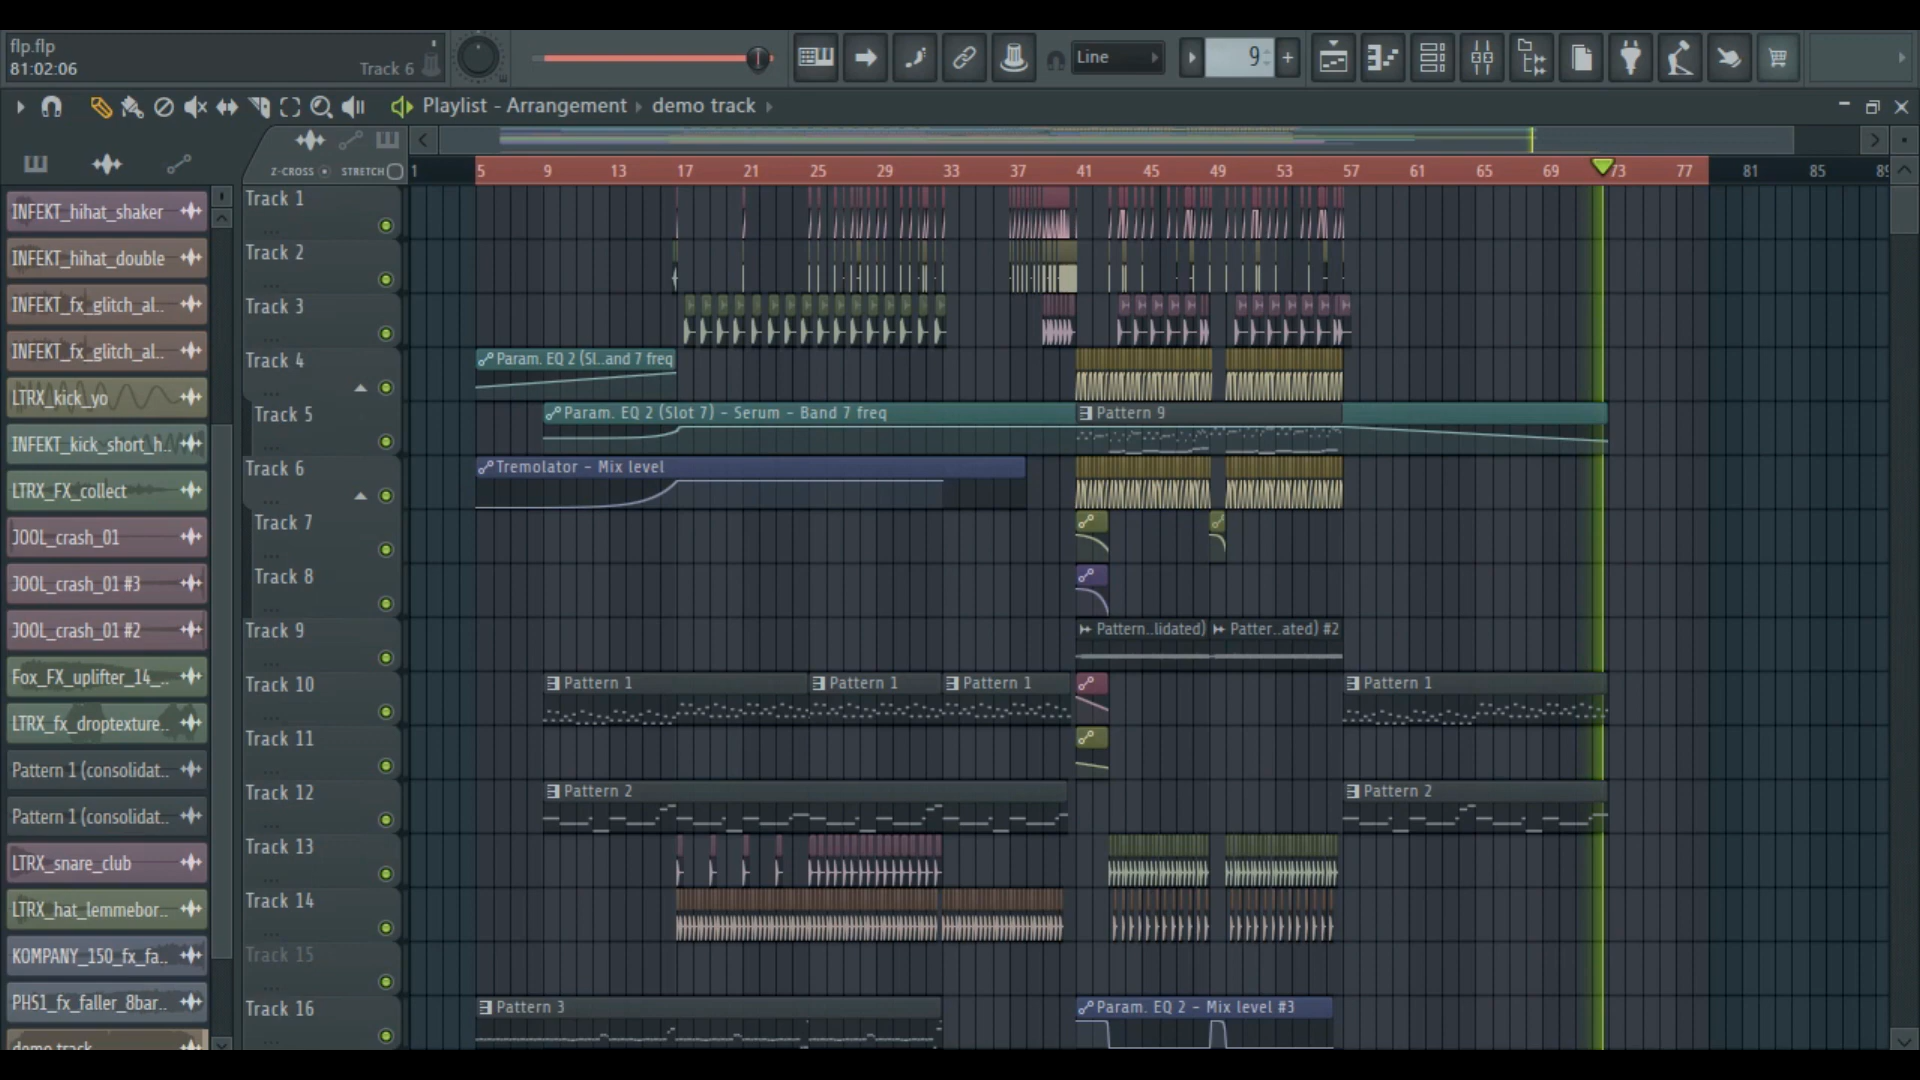 flp.flp
81:02:06
Track 6
Line
9
Playlist - Arrangement
demo track
Z-CROSS
STRETCH
1 5 9 13 17 21 25 29 33 37 41 45 49 53 57 61 65 69 73 77 81 85
INFEKT_hihat_shaker
INFEKT_hihat_double
INFEKT_fx_glitch_al..
INFEKT_fx_glitch_al..
LTRX_kick_yo
INFEKT_kick_short_h..
LTRX_FX_collect
JOOL_crash_01
JOOL_crash_01 #3
JOOL_crash_01 #2
Fox_FX_uplifter_14_..
LTRX_fx_droptexture..
Pattern 1 (consolidat..
Pattern 1 (consolidat..
LTRX_snare_club
LTRX_hat_lemmebor..
KOMPANY_150_fx_fa..
PHS1_fx_faller_8bar..
demo track
Track 1
Track 2
Track 3
Track 4
Param. EQ 2 (Sl..and 7 freq
Track 5
Param. EQ 2 (Slot 7) - Serum - Band 7 freq
Pattern 9
Track 6
Tremolator - Mix level
Track 7
Track 8
Track 9
Pattern..lidated)
Patter..ated) #2
Track 10
Pattern 1
Pattern 1
Pattern 1
Pattern 1
Track 11
Track 12
Pattern 2
Pattern 2
Track 13
Track 14
Track 15
Track 16
Pattern 3
Param. EQ 2 - Mix level #3